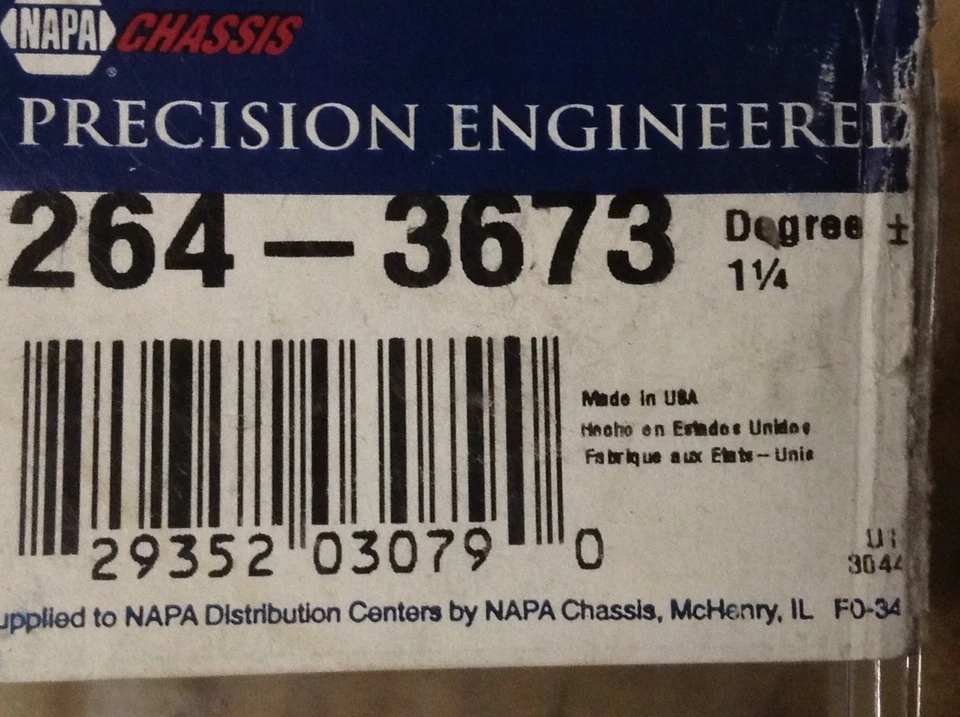 NAPA CHASSIS
®
PRECISION ENGINEERED
264-3673
Degree ±
1¼
Made in USA
Hecho en Estados Unidos
Fabrique aux Etats-Unis
29352 03079 0
3044
upplied to NAPA Distribution Centers by NAPA Chassis, McHenry, IL FO-34